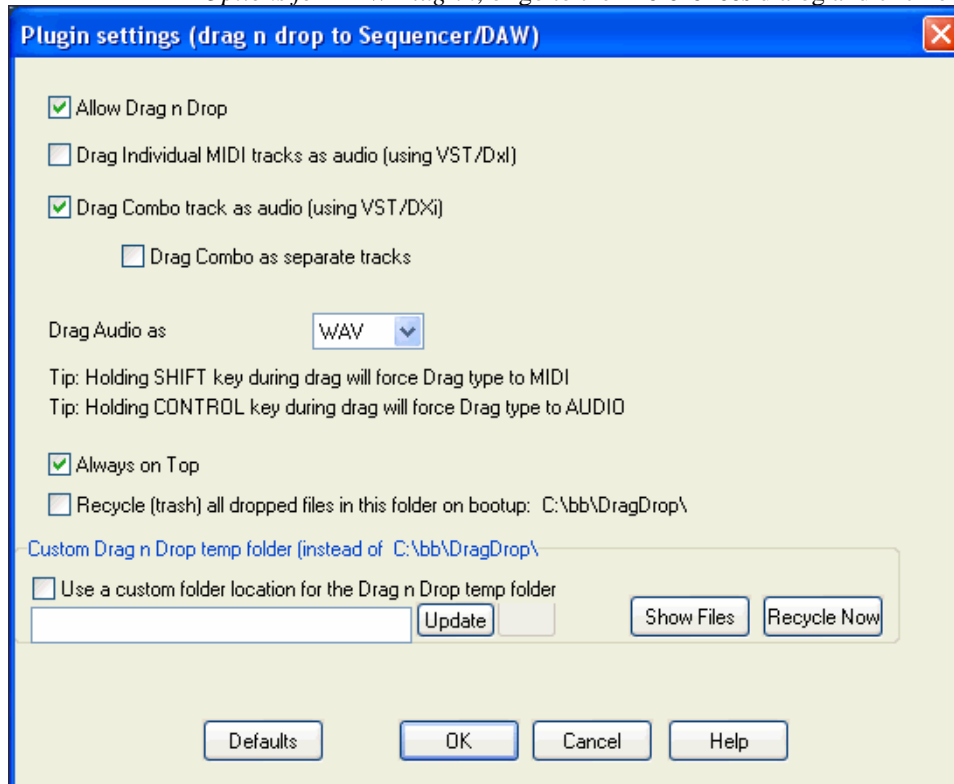 Plugin settings (drag n drop to Sequencer/DAW)
Allow Drag n Drop
Drag Individual MIDI tracks as audio (using VST/DxI)
Drag Combo track as audio (using VST/DXi)
Drag Combo as separate tracks
Drag Audio as WAV
Tip: Holding SHIFT key during drag will force Drag type to MIDI
Tip: Holding CONTROL key during drag will force Drag type to AUDIO
Always on Top
Recycle (trash) all dropped files in this folder on bootup: C:\bb\DragDrop\
Custom Drag n Drop temp folder (instead of C:\bb\DragDrop\
Use a custom folder location for the Drag n Drop temp folder
Update Show Files Recycle Now
Defaults OK Cancel Help